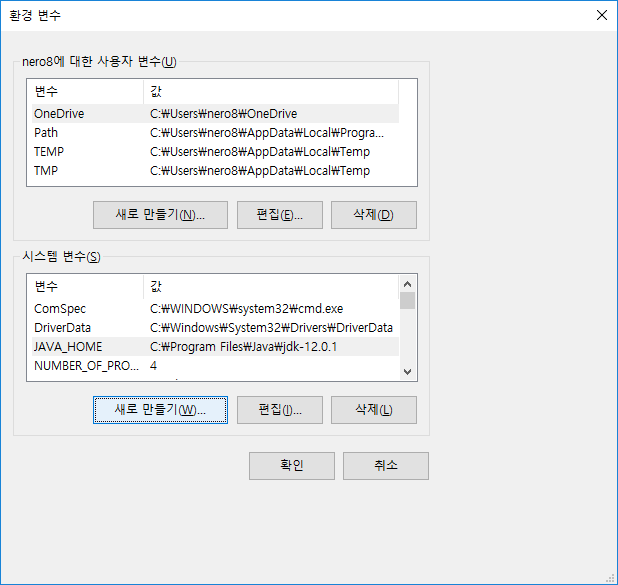 환경 변수
nero8에 대한 사용자 변수(U)
변수 값
OneDrive C:₩Users₩nero8₩OneDrive
Path C:₩Users₩nero8₩AppData₩Local₩Progra...
TEMP C:₩Users₩nero8₩AppData₩Local₩Temp
TMP C:₩Users₩nero8₩AppData₩Local₩Temp
새로 만들기(N)... 편집(E)... 삭제(D)
시스템 변수(S)
변수 값
ComSpec C:₩WINDOWS₩system32₩cmd.exe
DriverData C:₩Windows₩System32₩Drivers₩DriverData
JAVA_HOME C:₩Program Files₩Java₩jdk-12.0.1
NUMBER_OF_PRO... 4
새로 만들기(W)... 편집(I)... 삭제(L)
확인 취소